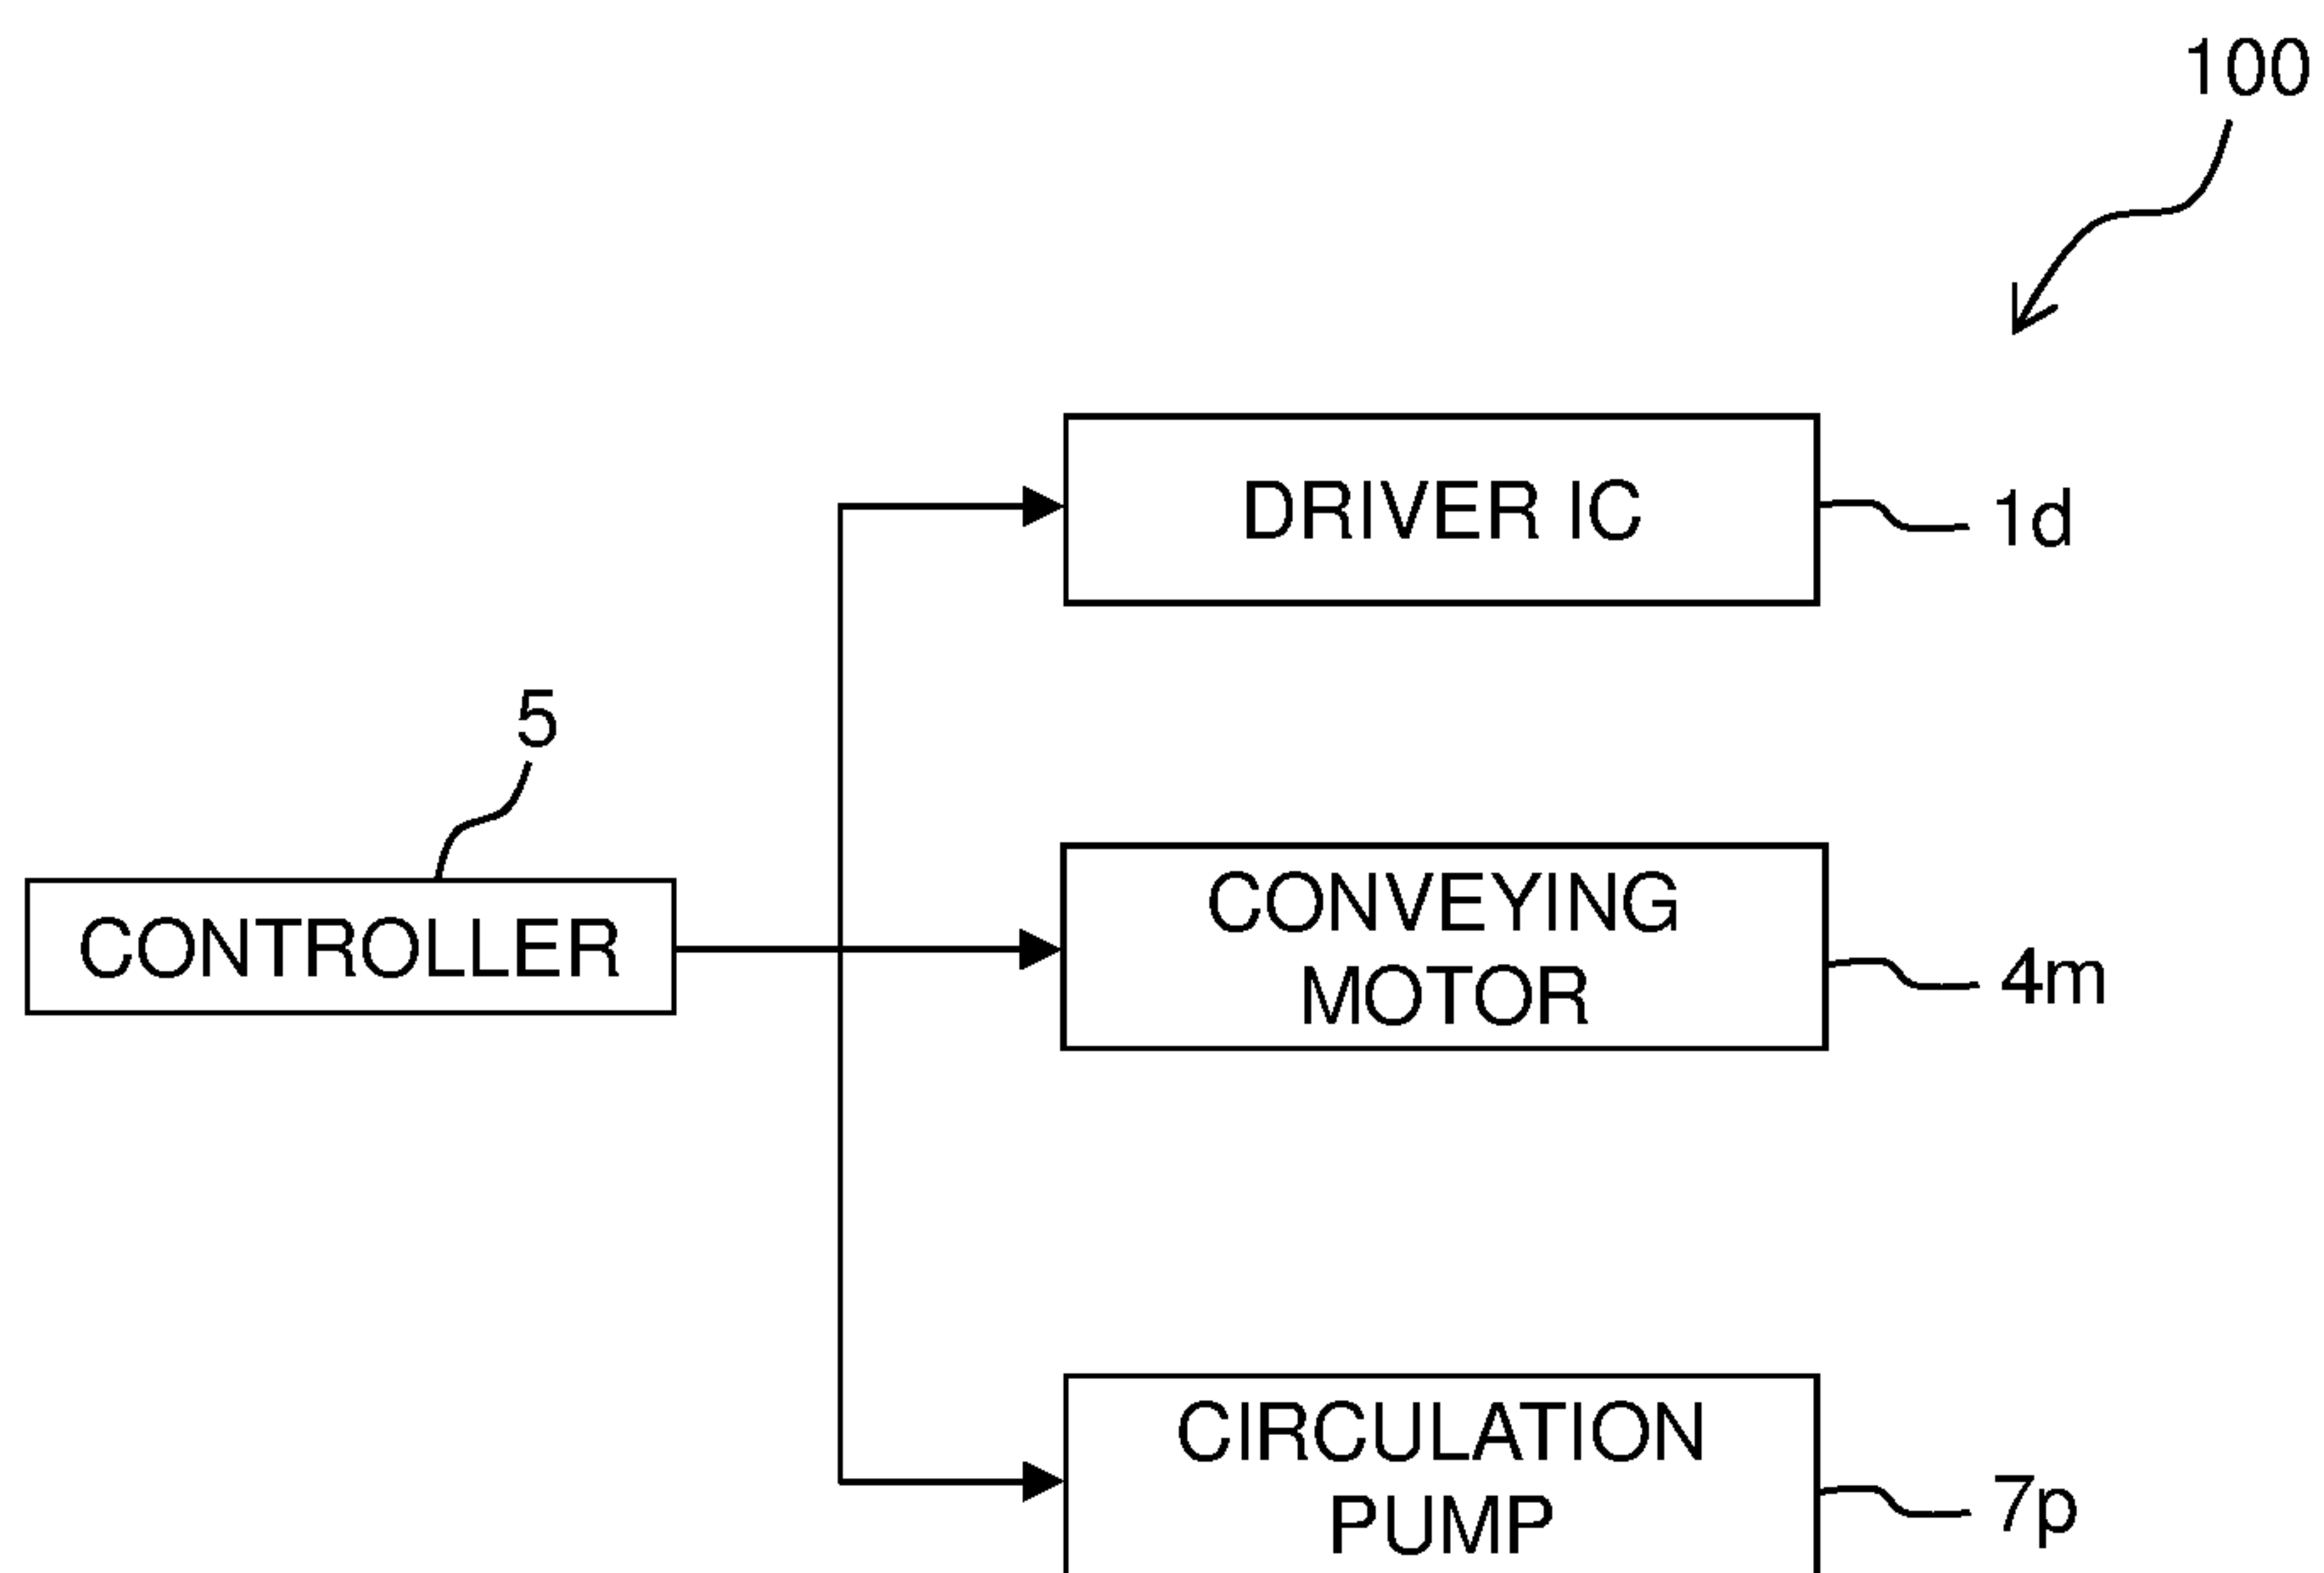 100
DRIVER IC
1d
5
CONTROLLER
CONVEYING
MOTOR
4m
CIRCULATION
PUMP
7p